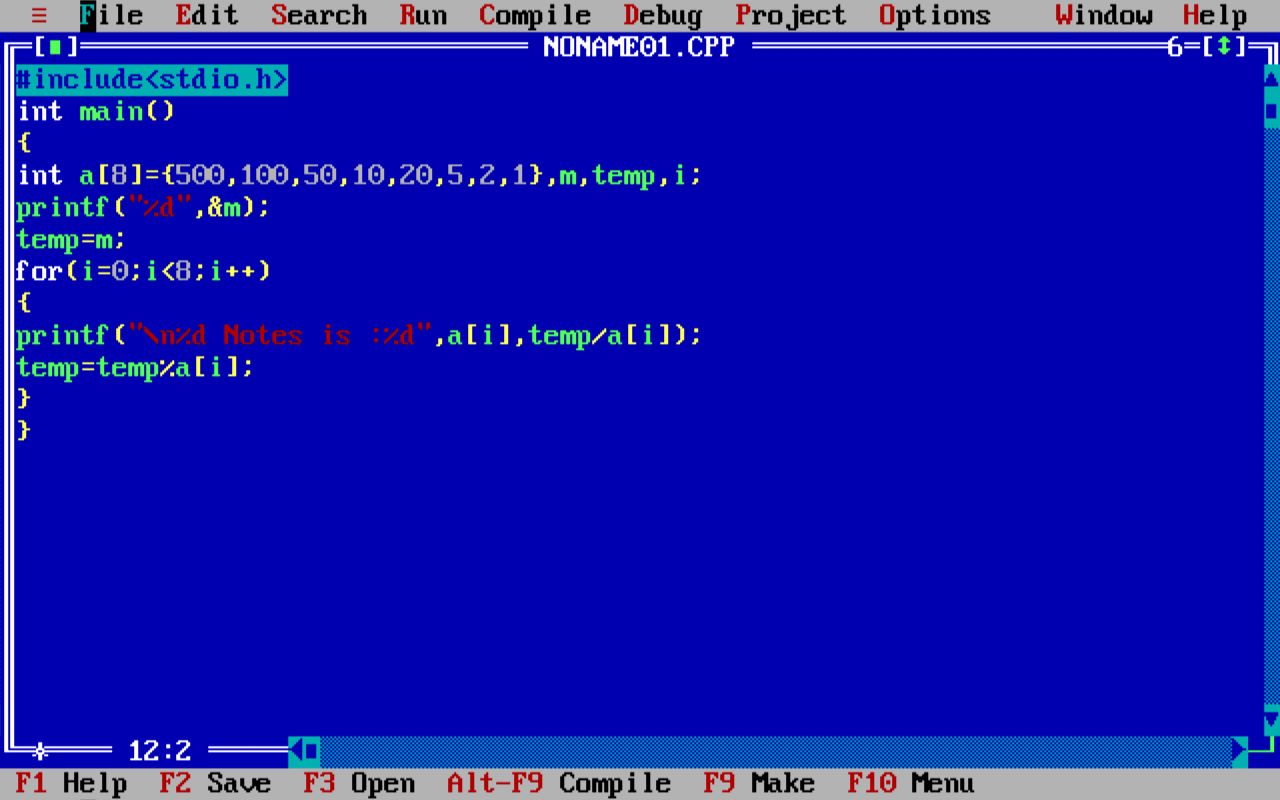 ≡ File Edit Search Run Compile Debug Project Options Window Help
[■] NONAME01.CPP 6=[↕]
#include<stdio.h>
int main()
{
int a[8]={500,100,50,10,20,5,2,1},m,temp,i;
printf("%d",&m);
temp=m;
for(i=0;i<8;i++)
{
printf("\n%d Notes is :%d",a[i],temp/a[i]);
temp=temp%a[i];
}
}
12:2
F1 Help F2 Save F3 Open Alt-F9 Compile F9 Make F10 Menu